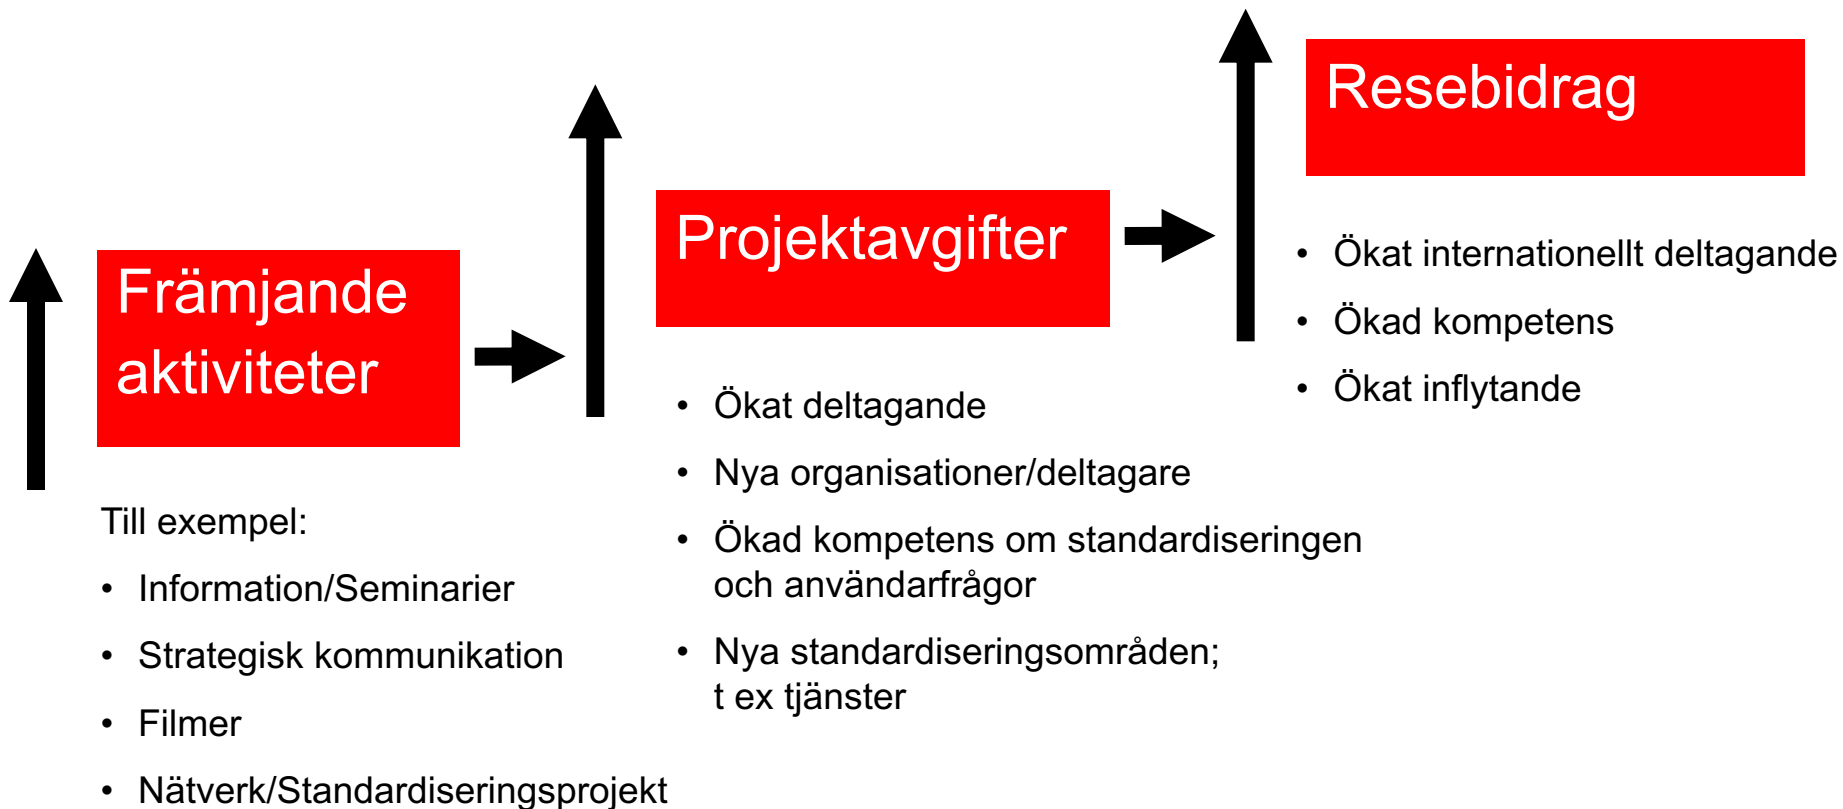 Främjande
aktiviteter
Till exempel:
• Information/Seminarier
• Strategisk kommunikation
• Filmer
• Nätverk/Standardiseringsprojekt
Projektavgifter
• Ökat deltagande
• Nya organisationer/deltagare
• Ökad kompetens om standardiseringen
och användarfrågor
• Nya standardiseringsområden;
t ex tjänster
Resebidrag
• Ökat internationellt deltagande
• Ökad kompetens
• Ökat inflytande